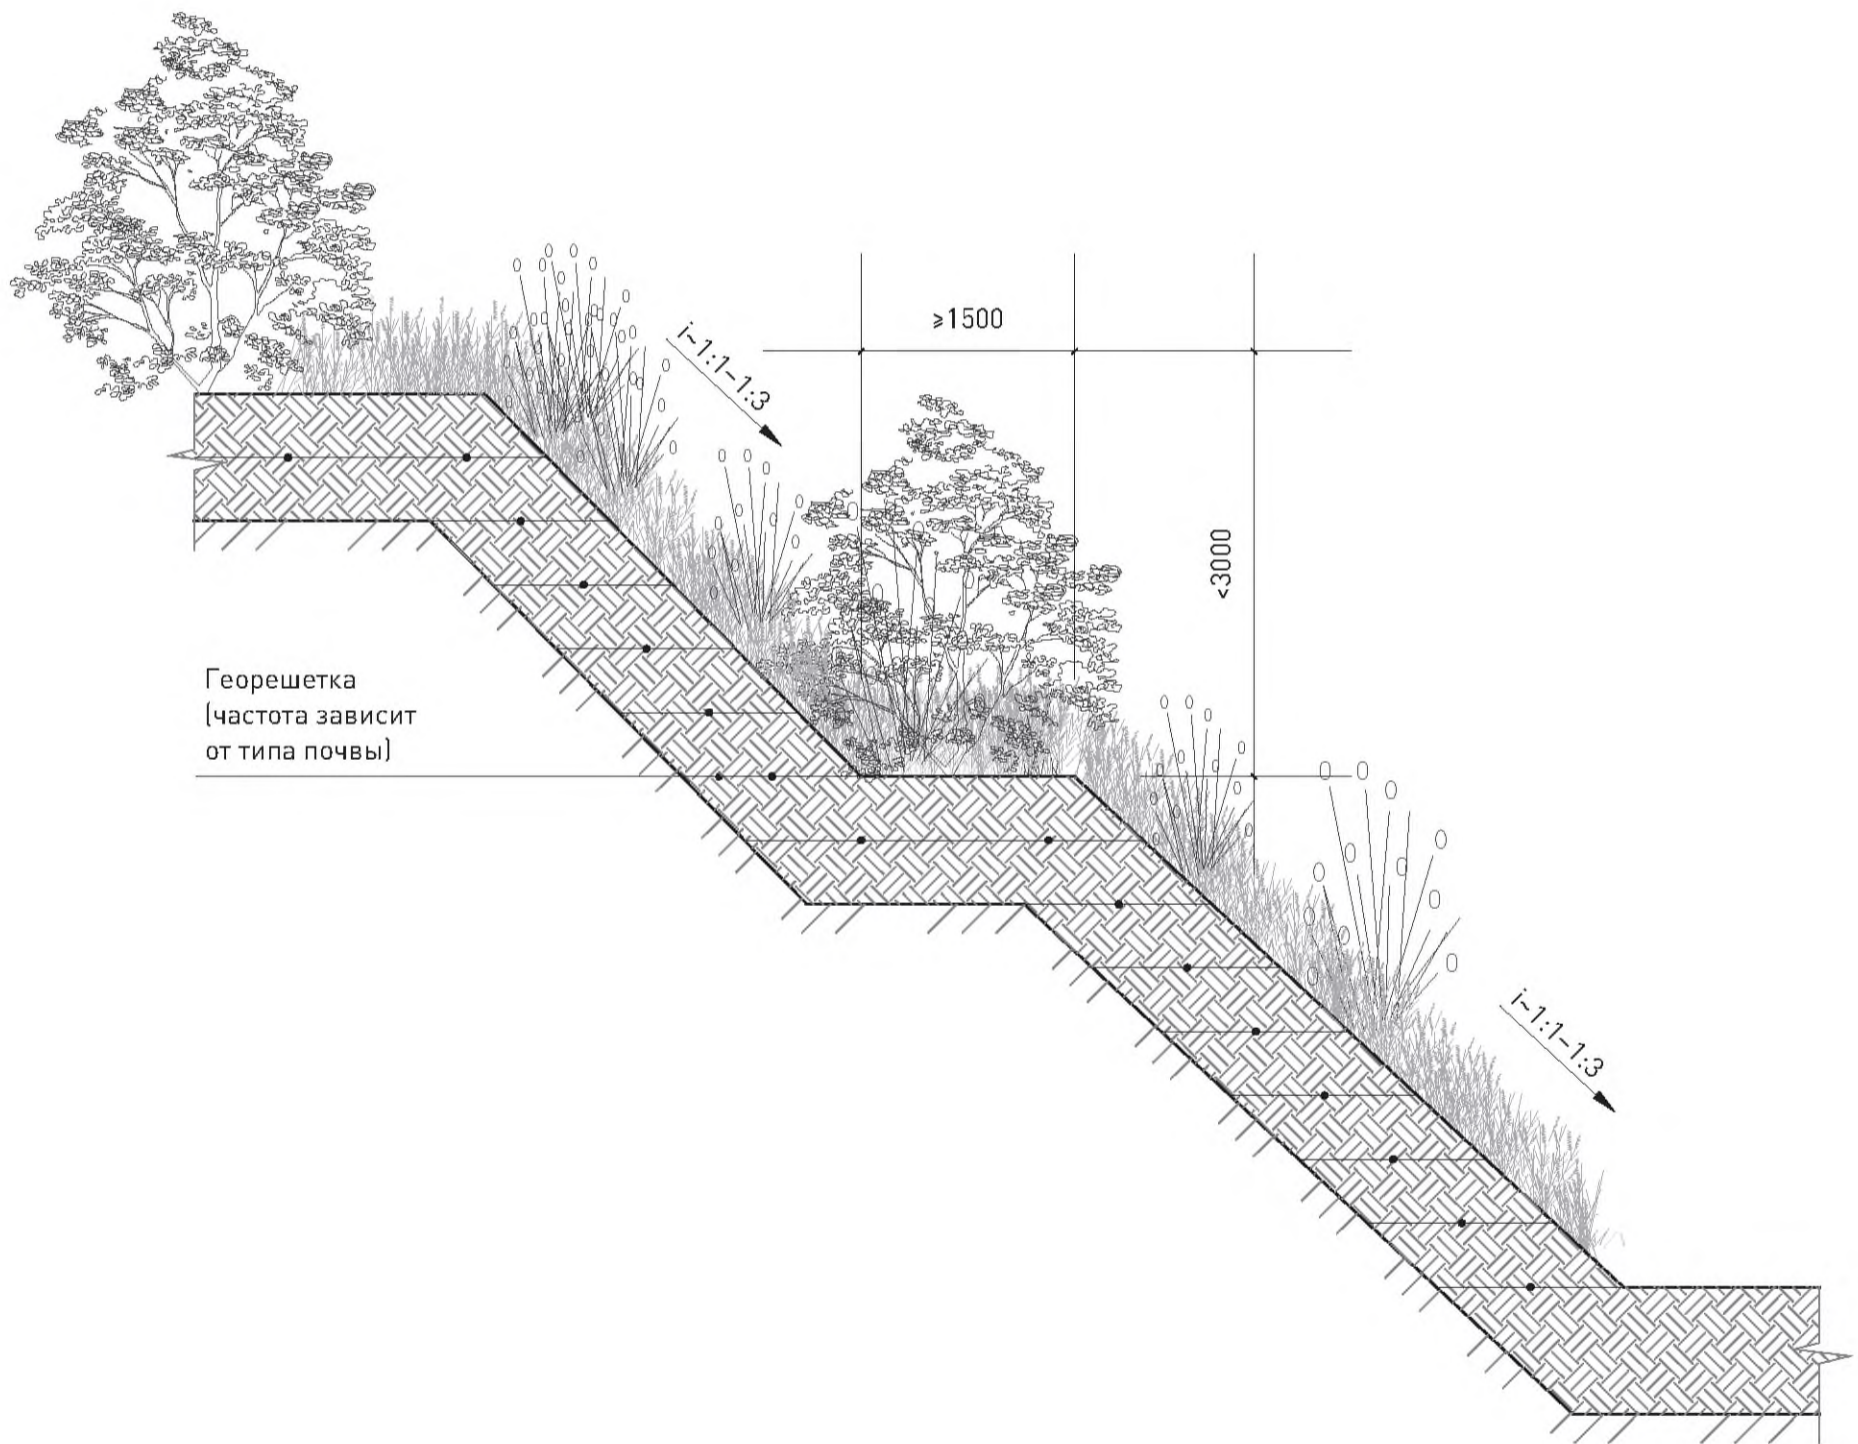 i~1:1–1:3
⩾1500
<3000
Георешетка
(частота зависит
от типа почвы)
i~1:1–1:3